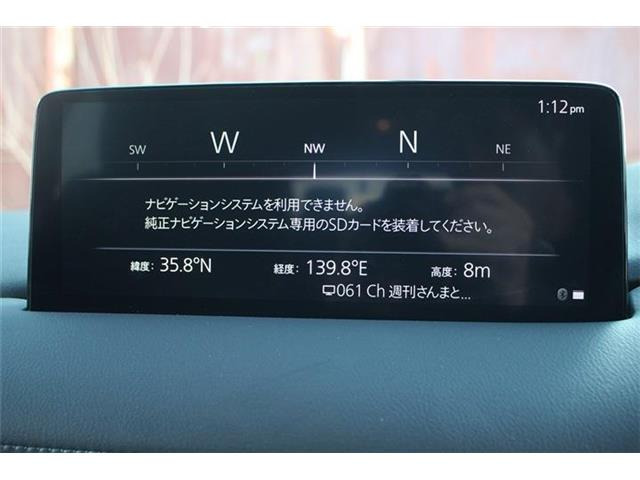 1:12 pm
SW W NW N NE
ナビゲーションシステムを利用できません。
純正ナビゲーションシステム専用のSDカードを装着してください。
緯度: 35.8°N 経度: 139.8°E 高度: 8m
061 Ch 週刊さんまと...